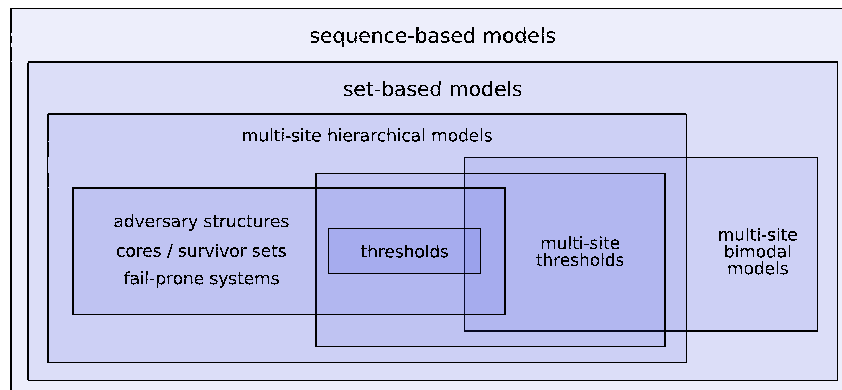 sequence-based models
set-based models
multi-site hierarchical models
adversary structures
cores / survivor sets
fail-prone systems
thresholds
multi-site
thresholds
multi-site
bimodal
models